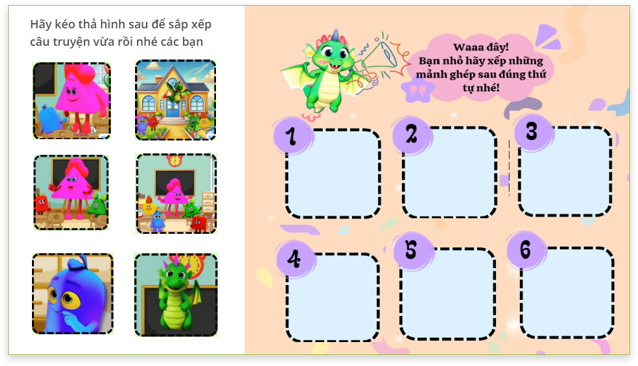 Hãy kéo thả hình sau để sắp xếp
câu truyện vừa rồi nhé các bạn
Waaa đây!
Bạn nhỏ hãy xếp những
mảnh ghép sau đúng thứ
tự nhé!
1
2
3
4
5
6